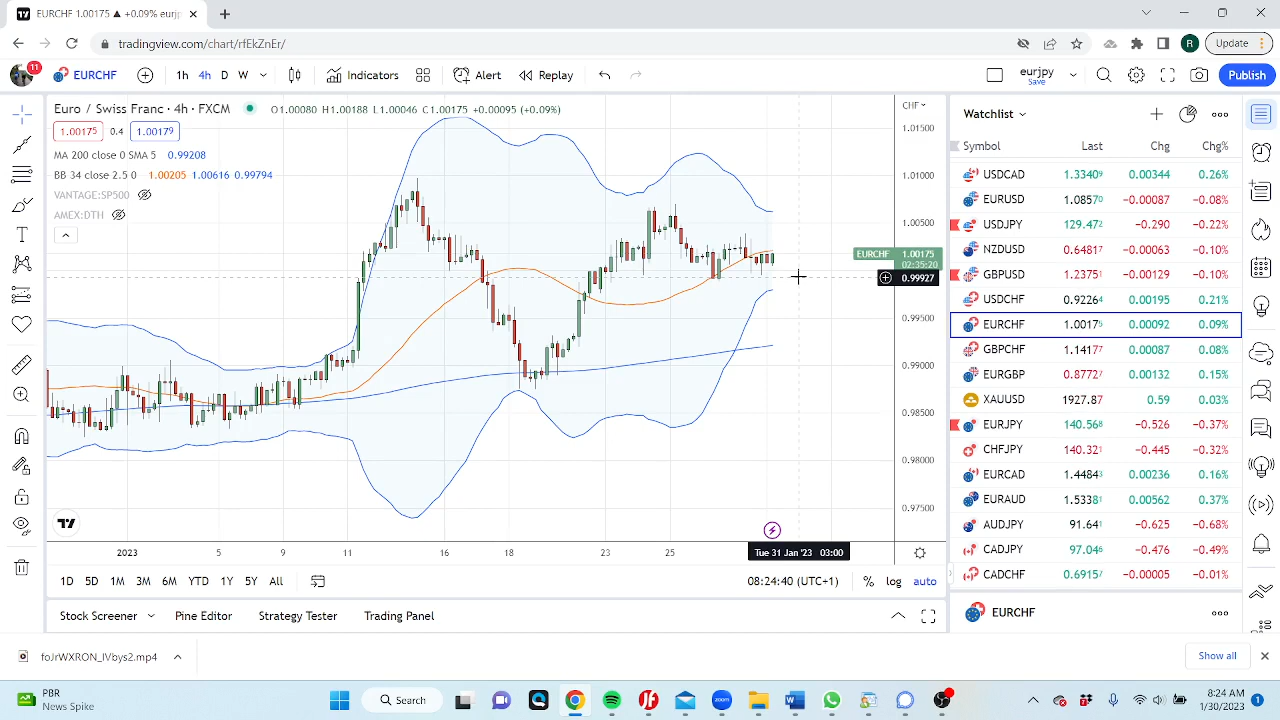 EURCHF 1.00175 ▲ +0.09% eurjp
tradingview.com/chart/rfEkZnEr/
R
Update
11
EURCHF
1h 4h D W
Indicators
Alert
Replay
eurjpy
Save
Publish
Euro / Swiss Franc · 4h · FXCM
O1.00080 H1.00188 L1.00046 C1.00175 +0.00095 (+0.09%)
1.00175 0.4 1.00179
MA 200 close 0 SMA 5 0.99208
BB 34 close 2.5 0 1.00205 1.00616 0.99794
VANTAGE:SP500
AMEX:DTH
CHF
1.01500
1.01000
1.00500
EURCHF 1.00175
02:35:20
0.99927
0.99500
0.99000
0.98500
0.98000
0.97500
2023 5 9 11 16 18 23 25
Tue 31 Jan '23 03:00
1D 5D 1M 3M 6M YTD 1Y 5Y All
08:24:40 (UTC+1)
% log auto
Stock Screener
Pine Editor
Strategy Tester
Trading Panel
Watchlist
Symbol Last Chg Chg%
USDCAD 1.33409 0.00344 0.26%
EURUSD 1.08570 −0.00087 −0.08%
USDJPY 129.472 −0.290 −0.22%
NZDUSD 0.64817 −0.00063 −0.10%
GBPUSD 1.23751 −0.00129 −0.10%
USDCHF 0.92264 0.00195 0.21%
EURCHF 1.00175 0.00092 0.09%
GBPCHF 1.14177 0.00087 0.08%
EURGBP 0.87727 0.00132 0.15%
XAUUSD 1927.87 0.59 0.03%
EURJPY 140.568 −0.526 −0.37%
CHFJPY 140.321 −0.445 −0.32%
EURCAD 1.44843 0.00236 0.16%
EURAUD 1.53381 0.00562 0.37%
AUDJPY 91.641 −0.625 −0.68%
CADJPY 97.046 −0.476 −0.49%
CADCHF 0.69157 −0.00005 −0.01%
EURCHF
foJrWXRON_IVbys2.mp4
Show all
PBR
News Spike
Search
zoom
8:24 AM
1/30/2023
1